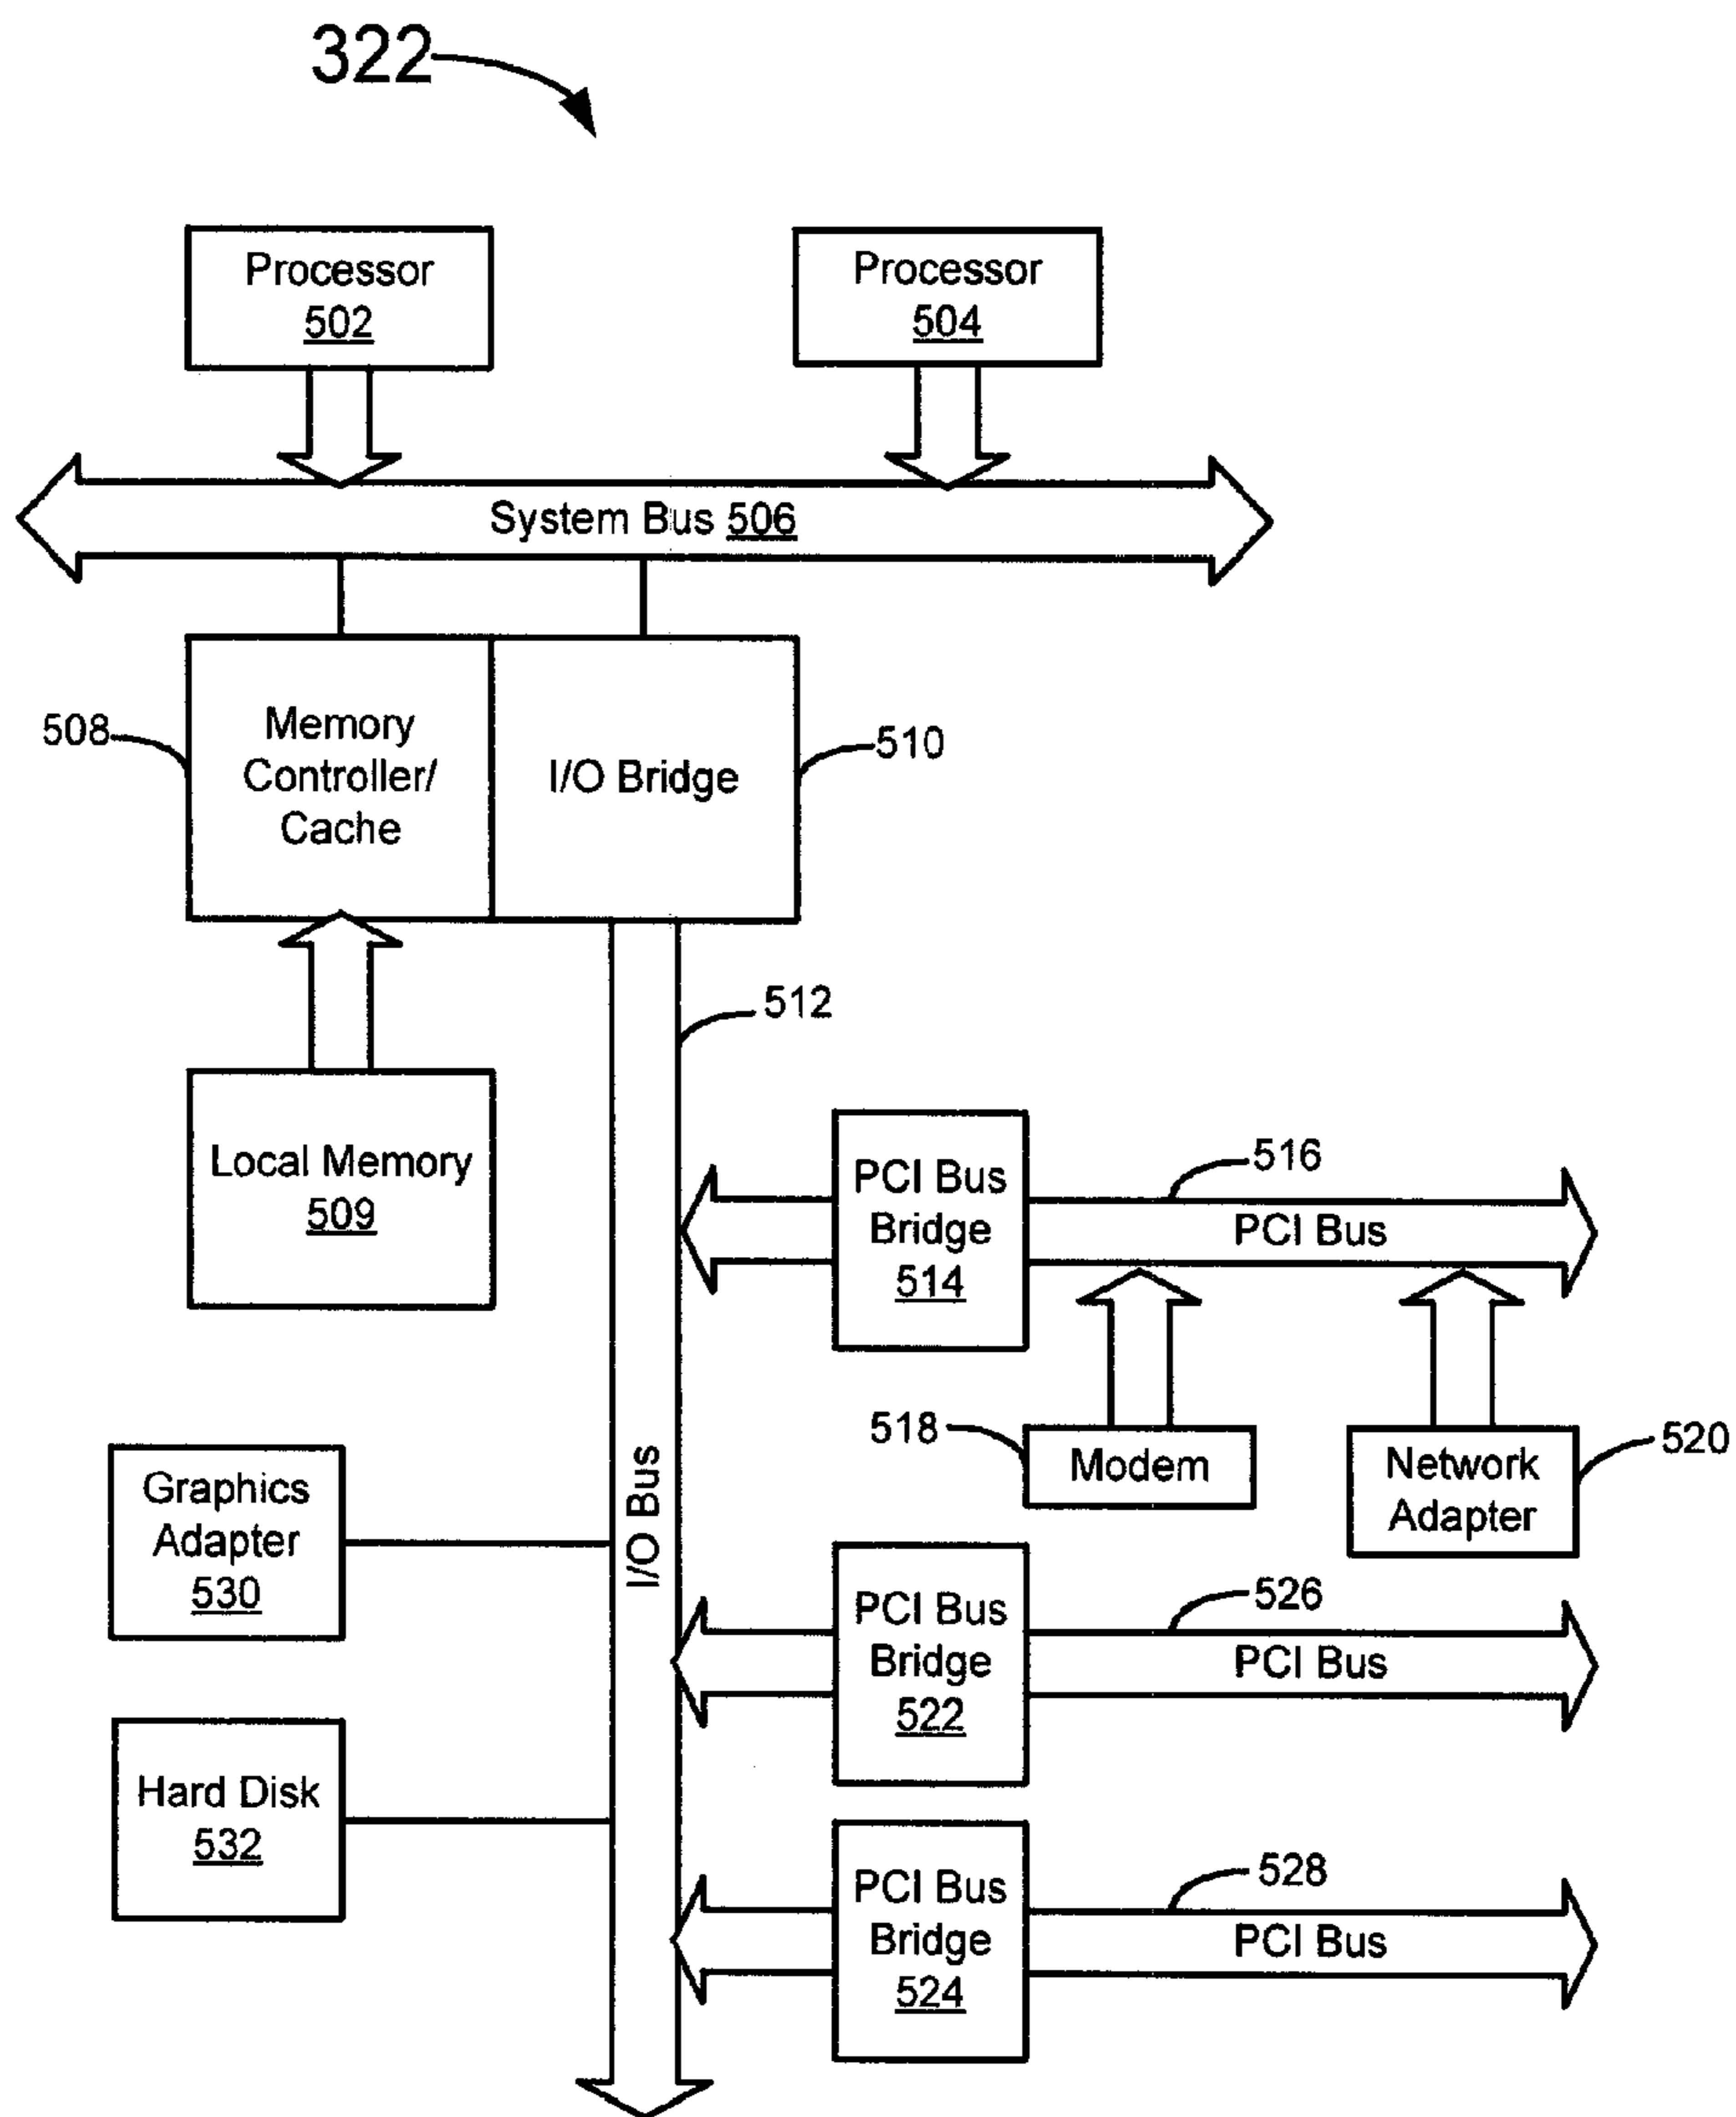 322
Processor
502
Processor
504
System Bus 506
508
Memory
Controller/
Cache
I/O Bridge
510
512
Local Memory
509
PCI Bus
Bridge
514
516
PCI Bus
518
Modem
Network
Adapter
520
Graphics
Adapter
530
I/O Bus
PCI Bus
Bridge
522
526
PCI Bus
Hard Disk
532
PCI Bus
Bridge
524
528
PCI Bus